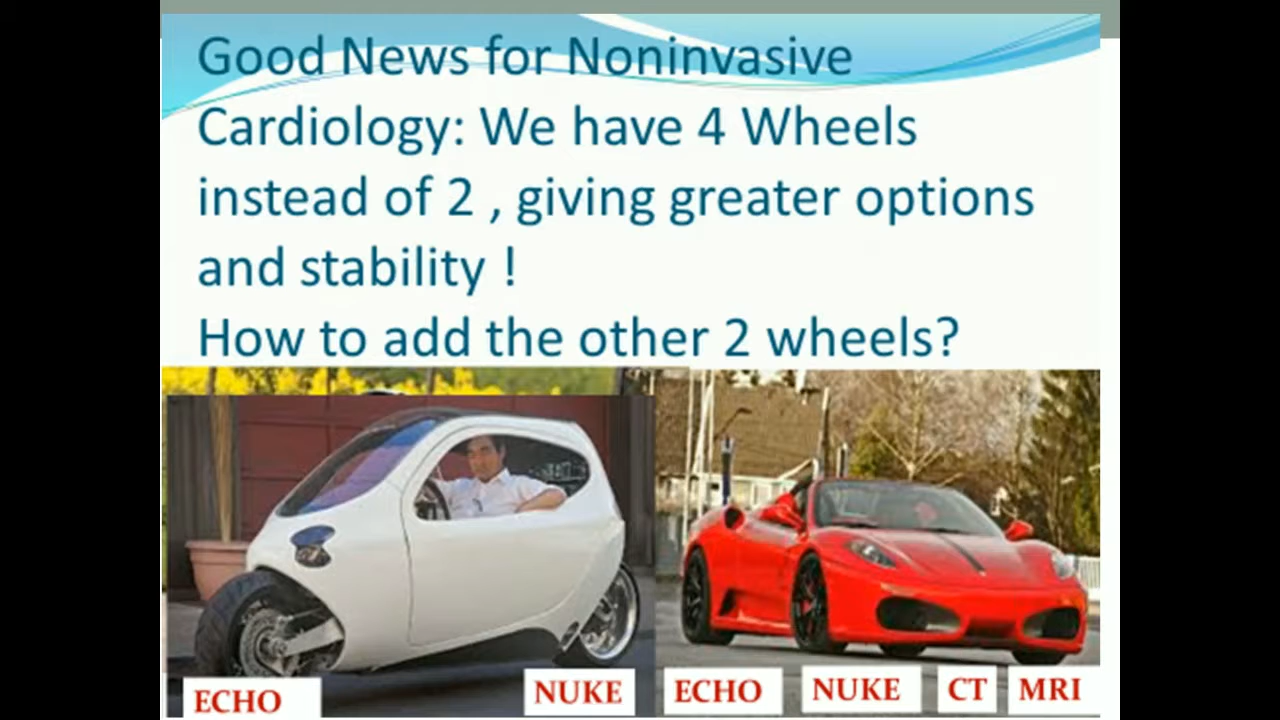 Good News for Noninvasive
Cardiology: We have 4 Wheels
instead of 2 , giving greater options
and stability !
How to add the other 2 wheels?
ECHO
NUKE
ECHO
NUKE
CT
MRI